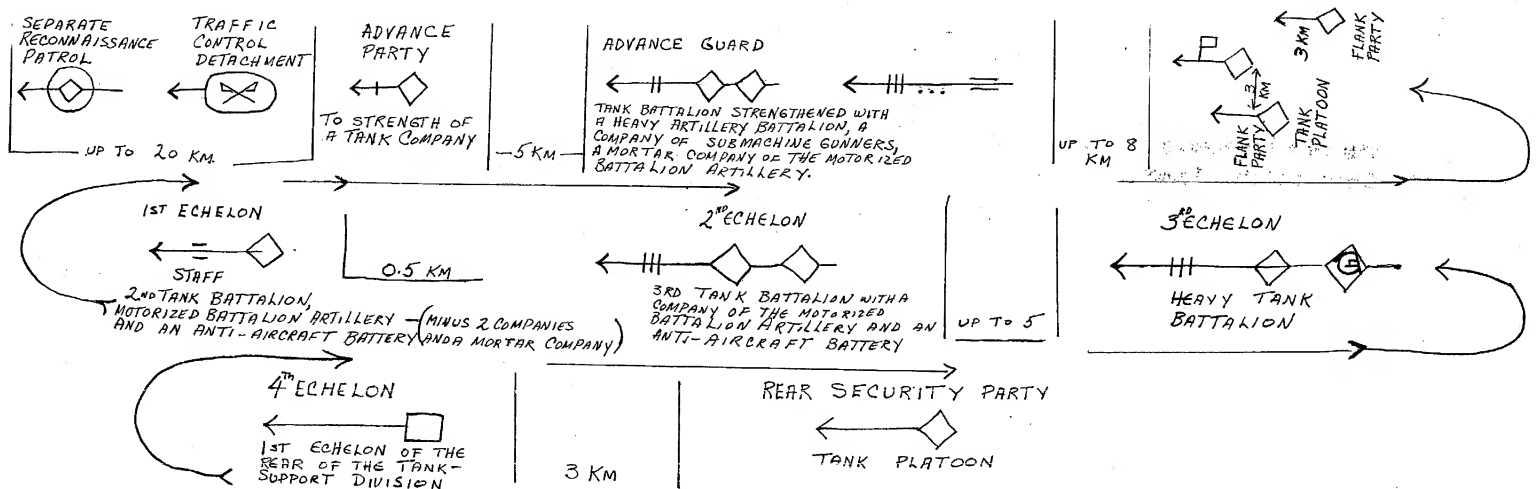 SEPARATE
RECONNAISSANCE
PATROL
TRAFFIC
CONTROL
DETACHMENT
UP TO 20 KM.
ADVANCE
PARTY
TO STRENGTH OF
A TANK COMPANY
5 KM
ADVANCE GUARD
TANK BATTALION STRENGTHENED WITH
A HEAVY ARTILLERY BATTALION, A
COMPANY OF SUBMACHINE GUNNERS,
A MORTAR COMPANY OF THE MOTORIZED
BATTALION ARTILLERY.
UP TO 8
KM
3 KM
FLANK
PARTY
3
KM
FLANK
PARTY
TANK
PLATOON
1ST ECHELON
STAFF
2ND TANK BATTALION,
MOTORIZED BATTALION ARTILLERY – (MINUS 2 COMPANIES
AND AN ANTI-AIRCRAFT BATTERY AND A MORTAR COMPANY)
0.5 KM
2ND ECHELON
3RD TANK BATTALION WITH A
COMPANY OF THE MOTORIZED
BATTALION ARTILLERY AND AN
ANTI-AIRCRAFT BATTERY
UP TO 5
3RD ECHELON
HEAVY TANK
BATTALION
4TH ECHELON
1ST ECHELON OF THE
REAR OF THE TANK-
SUPPORT DIVISION
3 KM
REAR SECURITY PARTY
TANK PLATOON